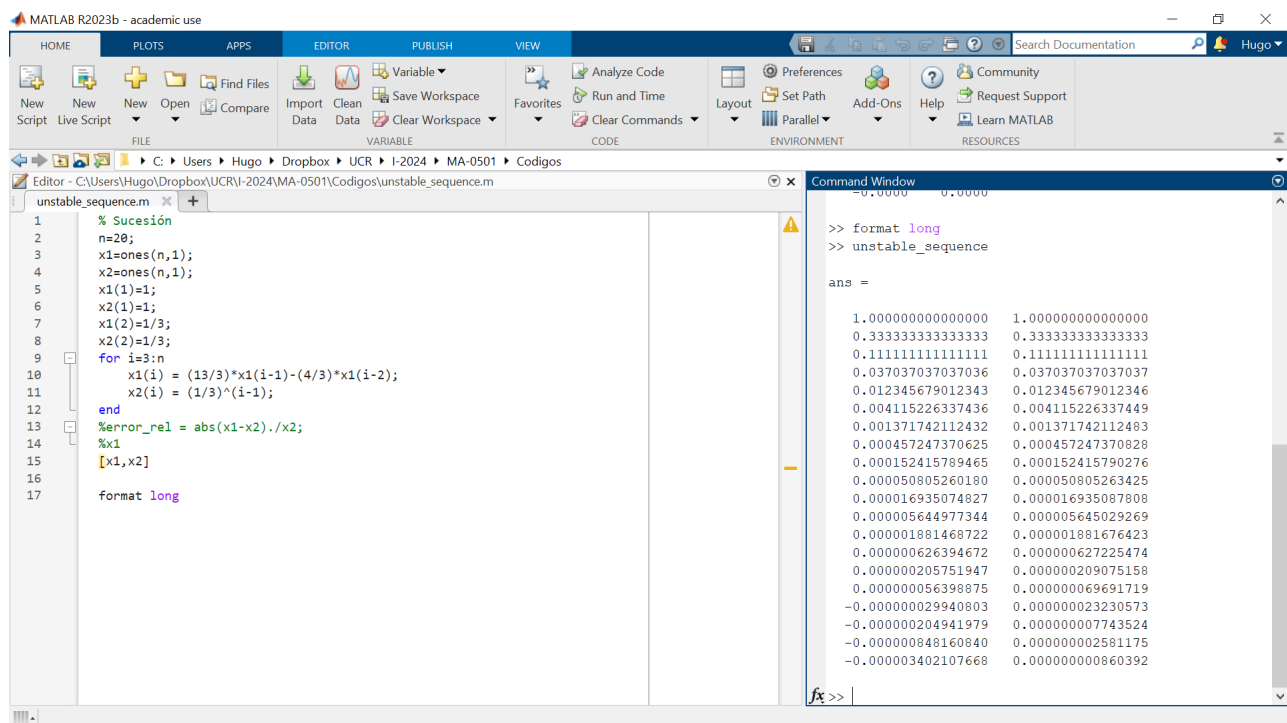 MATLAB R2023b - academic use
HOME PLOTS APPS EDITOR PUBLISH VIEW Search Documentation Hugo
New Script New Live Script New Open Find Files Compare Import Data Clean Data Variable Save Workspace Clear Workspace Favorites Analyze Code Run and Time Clear Commands Layout Preferences Set Path Parallel Add-Ons Help Community Request Support Learn MATLAB
FILE VARIABLE CODE ENVIRONMENT RESOURCES
C: Users Hugo Dropbox UCR I-2024 MA-0501 Codigos
Editor - C:\Users\Hugo\Dropbox\UCR\I-2024\MA-0501\Codigos\unstable_sequence.m
unstable_sequence.m
1 % Sucesión
2 n=20;
3 x1=ones(n,1);
4 x2=ones(n,1);
5 x1(1)=1;
6 x2(1)=1;
7 x1(2)=1/3;
8 x2(2)=1/3;
9 for i=3:n
10 x1(i) = (13/3)*x1(i-1)-(4/3)*x1(i-2);
11 x2(i) = (1/3)^(i-1);
12 end
13 %error_rel = abs(x1-x2)./x2;
14 %x1
15 [x1,x2]
16
17 format long
Command Window
-0.0000 0.0000
>> format long
>> unstable_sequence
ans =
1.000000000000000 1.000000000000000
0.333333333333333 0.333333333333333
0.111111111111111 0.111111111111111
0.037037037037036 0.037037037037037
0.012345679012343 0.012345679012346
0.004115226337436 0.004115226337449
0.001371742112432 0.001371742112483
0.000457247370625 0.000457247370828
0.000152415789465 0.000152415790276
0.000050805260180 0.000050805263425
0.000016935074827 0.000016935087808
0.000005644977344 0.000005645029269
0.000001881468722 0.000001881676423
0.000000626394672 0.000000627225474
0.000000205751947 0.000000209075158
0.000000056398875 0.000000069691719
-0.000000029940803 0.000000023230573
-0.000000204941979 0.000000007743524
-0.000000848160840 0.000000002581175
-0.000003402107668 0.000000000860392
fx >>